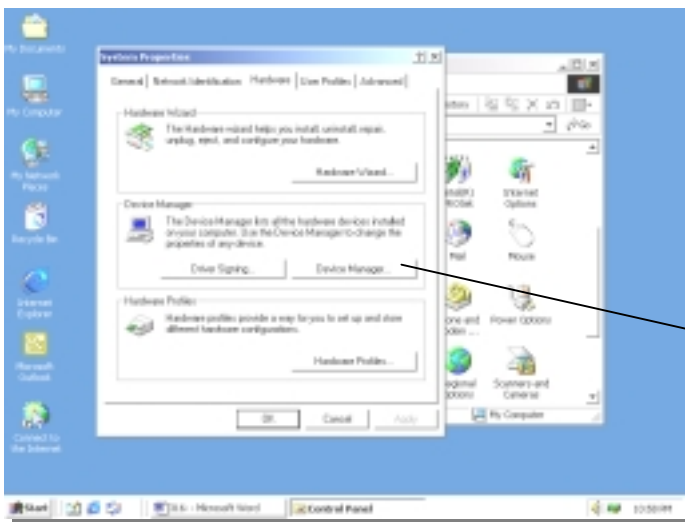 My Documents
My Computer
My Network
Places
Recycle Bin
Internet
Explorer
Microsoft
Outlook
Connect to
the Internet
System Properties
General
Network Identification
Hardware
User Profiles
Advanced
Hardware Wizard
The Hardware wizard helps you install, uninstall, repair,
unplug, eject, and configure your hardware.
Hardware Wizard...
Device Manager
The Device Manager lists all the hardware devices installed
on your computer. Use the Device Manager to change the
properties of any device.
Driver Signing...
Device Manager...
Hardware Profiles
Hardware profiles provide a way for you to set up and store
different hardware configurations.
Hardware Profiles...
OK
Cancel
Apply
Go
Internet
Options
Mail
Mouse
Power Options
Scanners and
Cameras
My Computer
Start
Microsoft Word
Control Panel
10:58 PM